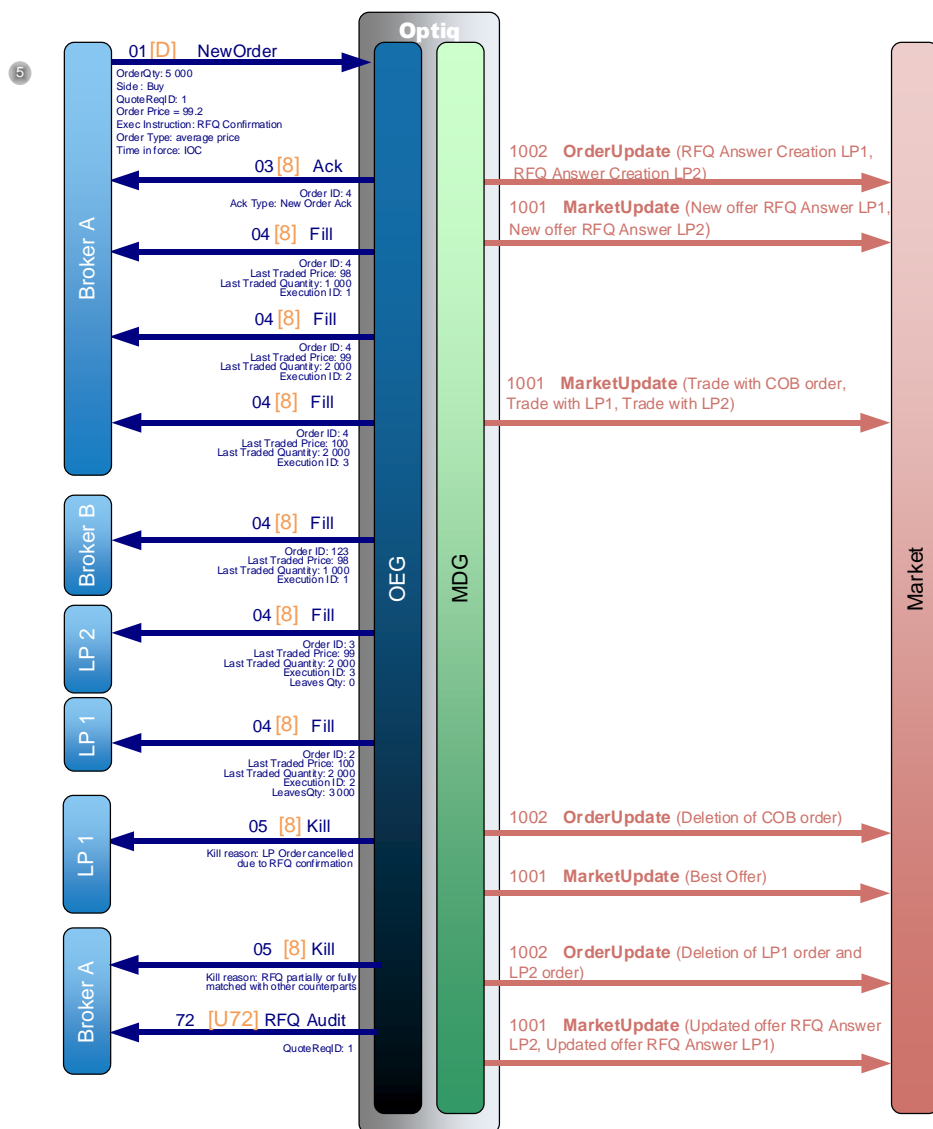 Optiq
5
01 [D] NewOrder
OrderQty: 5 000
Side : Buy
QuoteReqID: 1
Order Price = 99.2
Exec Instruction: RFQ Confirmation
Order Type: average price
Time in force: IOC
03 [8] Ack
Order ID: 4
Ack Type: New Order Ack
04 [8] Fill
Order ID: 4
Last Traded Price: 98
Last Traded Quantity: 1 000
Execution ID: 1
04 [8] Fill
Order ID: 4
Last Traded Price: 99
Last Traded Quantity: 2 000
Execution ID: 2
04 [8] Fill
Order ID: 4
Last Traded Price: 100
Last Traded Quantity: 2 000
Execution ID: 3
Broker A
04 [8] Fill
Order ID: 123
Last Traded Price: 98
Last Traded Quantity: 1 000
Execution ID: 1
Broker B
04 [8] Fill
Order ID: 3
Last Traded Price: 99
Last Traded Quantity: 2 000
Execution ID: 3
Leaves Qty: 0
LP 2
04 [8] Fill
Order ID: 2
Last Traded Price: 100
Last Traded Quantity: 2 000
Execution ID: 2
LeavesQty: 3 000
LP 1
05 [8] Kill
Kill reason: LP Order cancelled
due to RFQ confirmation
LP 1
05 [8] Kill
Kill reason: RFQ partially or fully
matched with other counterparts
72 [U72] RFQ Audit
QuoteReqID: 1
Broker A
OEG
MDG
1002 OrderUpdate (RFQ Answer Creation LP1,
RFQ Answer Creation LP2)
1001 MarketUpdate (New offer RFQ Answer LP1,
New offer RFQ Answer LP2)
1001 MarketUpdate (Trade with COB order,
Trade with LP1, Trade with LP2)
1002 OrderUpdate (Deletion of COB order)
1001 MarketUpdate (Best Offer)
1002 OrderUpdate (Deletion of LP1 order and
LP2 order)
1001 MarketUpdate (Updated offer RFQ Answer
LP2, Updated offer RFQ Answer LP1)
Market